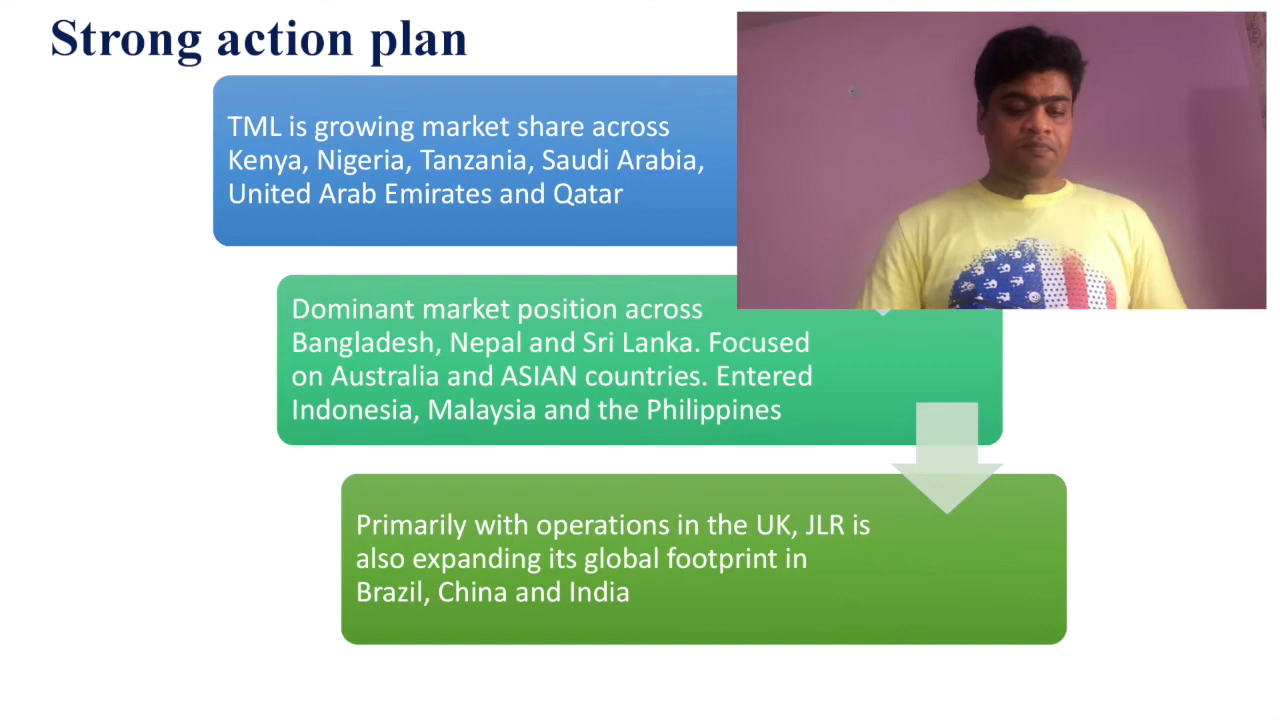 Strong action plan
TML is growing market share across
Kenya, Nigeria, Tanzania, Saudi Arabia,
United Arab Emirates and Qatar
Dominant market position across
Bangladesh, Nepal and Sri Lanka. Focused
on Australia and ASIAN countries. Entered
Indonesia, Malaysia and the Philippines
Primarily with operations in the UK, JLR is
also expanding its global footprint in
Brazil, China and India